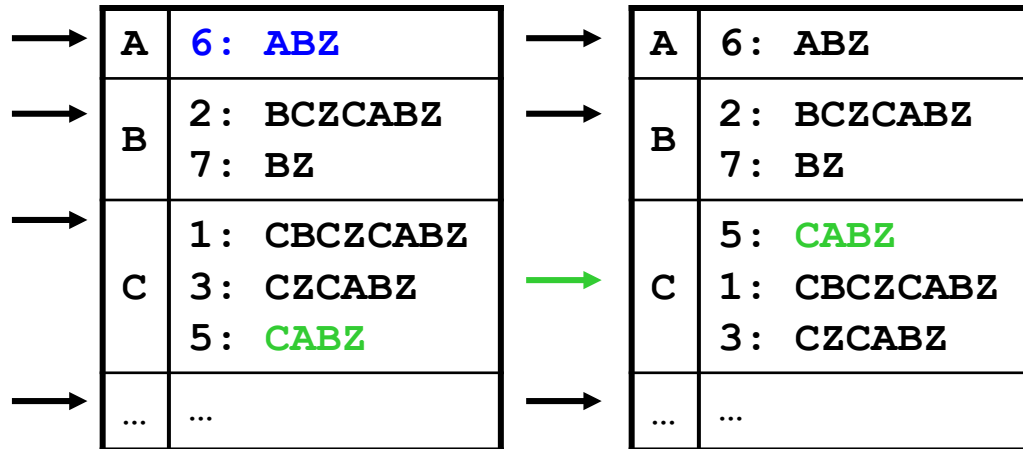 A 6: ABZ
B 2: BCZCABZ
7: BZ
C 1: CBCZCABZ
3: CZCABZ
5: CABZ
... ...
A 6: ABZ
B 2: BCZCABZ
7: BZ
C 5: CABZ
1: CBCZCABZ
3: CZCABZ
... ...